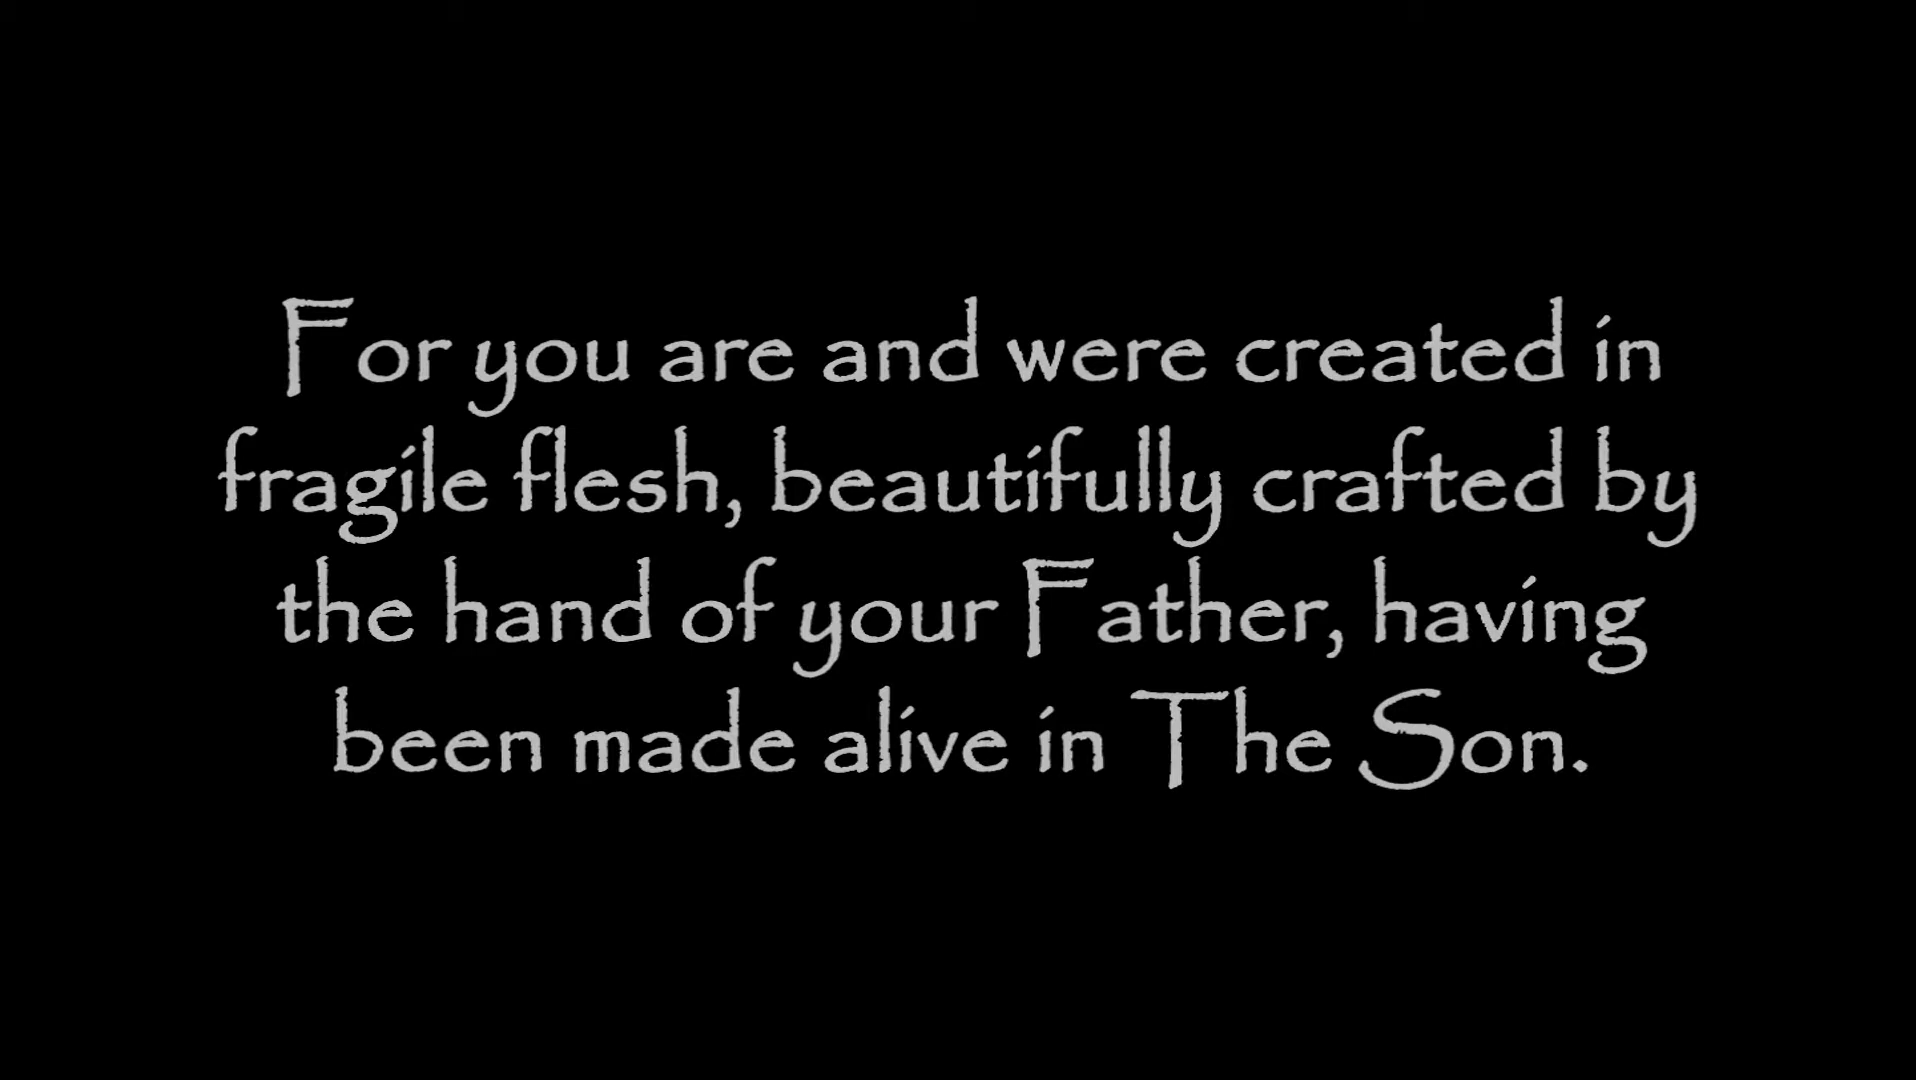 For you are and were created in
fragile flesh, beautifully crafted by
the hand of your Father, having
been made alive in The Son.